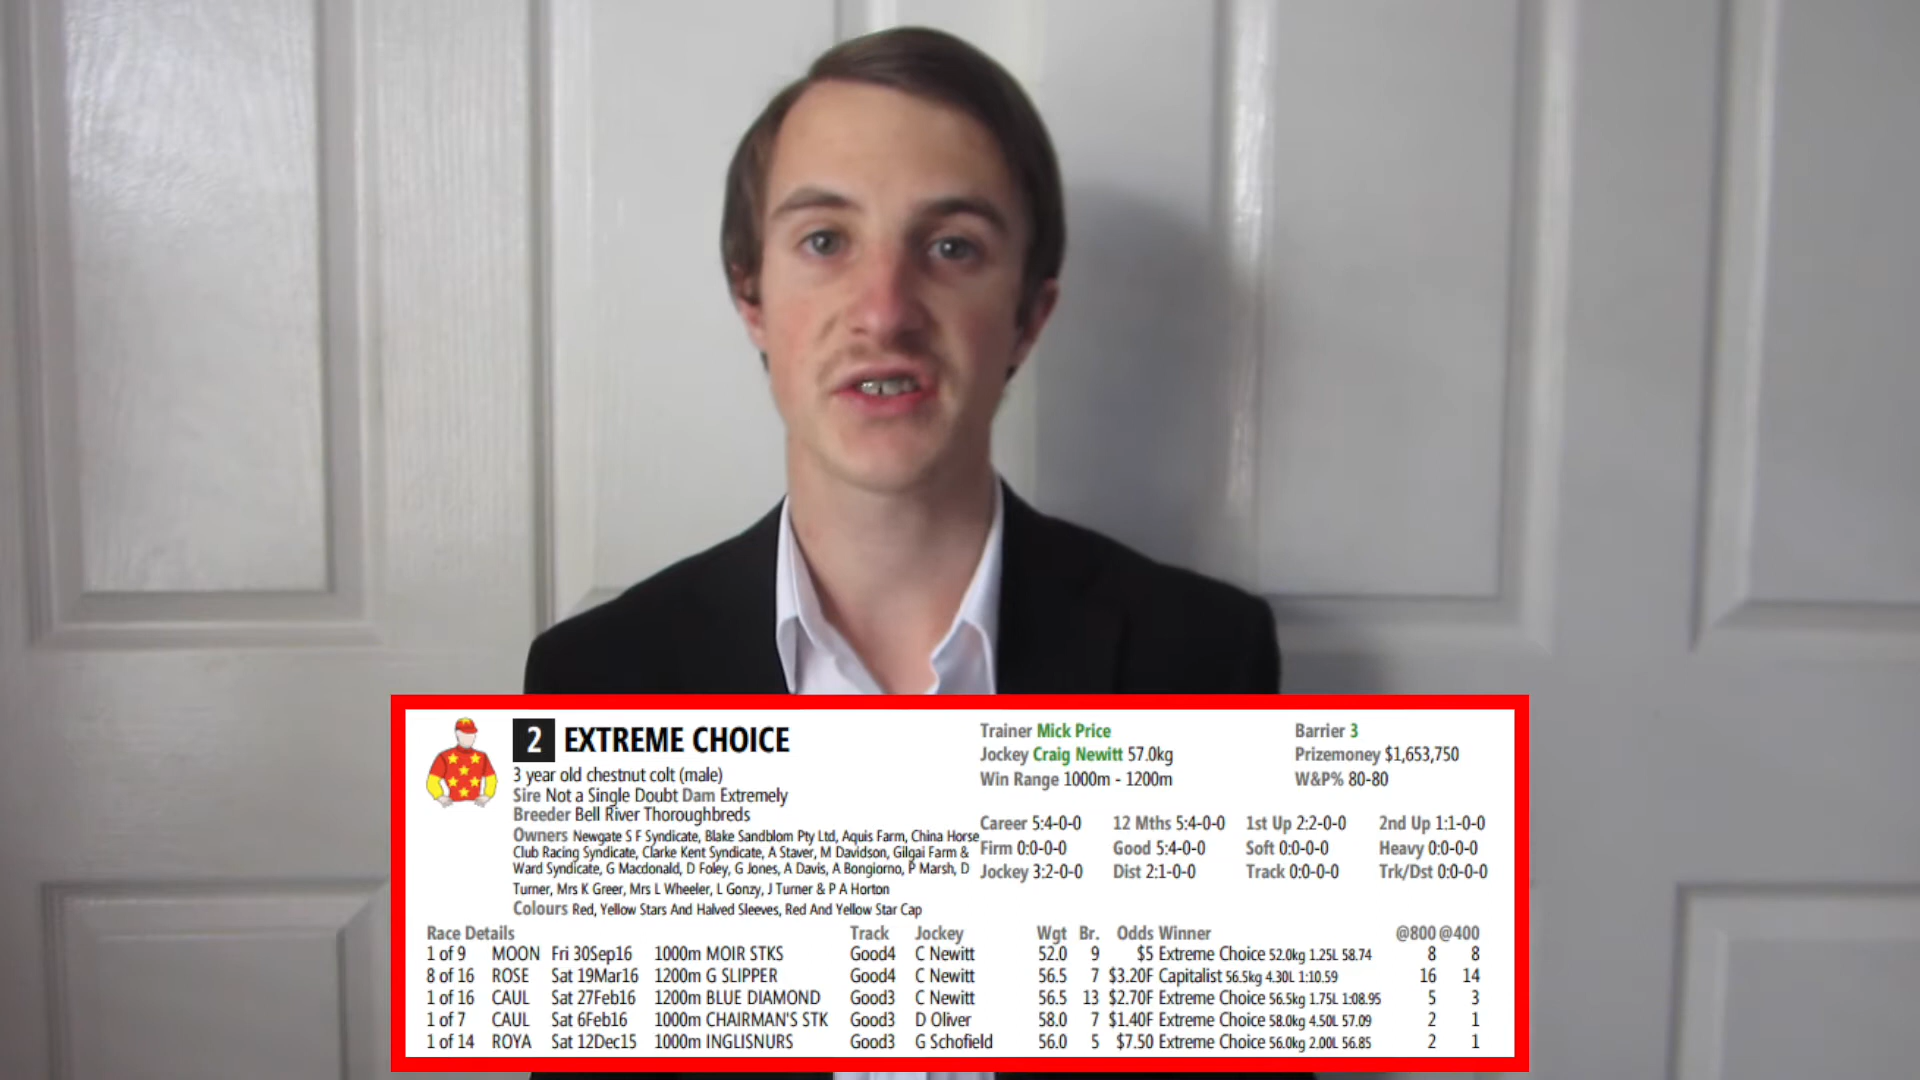 2 EXTREME CHOICE
3 year old chestnut colt (male)
Sire Not a Single Doubt Dam Extremely
Breeder Bell River Thoroughbreds
Owners Newgate S F Syndicate, Blake Sandblom Pty Ltd, Aquis Farm, China Horse
Club Racing Syndicate, Clarke Kent Syndicate, A Staver, M Davidson, Gilgai Farm &
Ward Syndicate, G Macdonald, D Foley, G Jones, A Davis, A Bongiorno, P Marsh, D
Turner, Mrs K Greer, Mrs L Wheeler, L Gonzy, J Turner & P A Horton
Colours Red, Yellow Stars And Halved Sleeves, Red And Yellow Star Cap
Trainer Mick Price Barrier 3
Jockey Craig Newitt 57.0kg Prizemoney $1,653,750
Win Range 1000m - 1200m W&P% 80-80
Career 5:4-0-0 12 Mths 5:4-0-0 1st Up 2:2-0-0 2nd Up 1:1-0-0
Firm 0:0-0-0 Good 5:4-0-0 Soft 0:0-0-0 Heavy 0:0-0-0
Jockey 3:2-0-0 Dist 2:1-0-0 Track 0:0-0-0 Trk/Dst 0:0-0-0
Race Details Track Jockey Wgt Br. Odds Winner @800 @400
1 of 9 MOON Fri 30Sep16 1000m MOIR STKS Good4 C Newitt 52.0 9 $5 Extreme Choice 52.0kg 1.25L 58.74 8 8
8 of 16 ROSE Sat 19Mar16 1200m G SLIPPER Good4 C Newitt 56.5 7 $3.20F Capitalist 56.5kg 4.30L 1:10.59 16 14
1 of 16 CAUL Sat 27Feb16 1200m BLUE DIAMOND Good3 C Newitt 56.5 13 $2.70F Extreme Choice 56.5kg 1.75L 1:08.95 5 3
1 of 7 CAUL Sat 6Feb16 1000m CHAIRMAN'S STK Good3 D Oliver 58.0 7 $1.40F Extreme Choice 58.0kg 4.50L 57.09 2 1
1 of 14 ROYA Sat 12Dec15 1000m INGLISNURS Good3 G Schofield 56.0 5 $7.50 Extreme Choice 56.0kg 2.00L 56.85 2 1